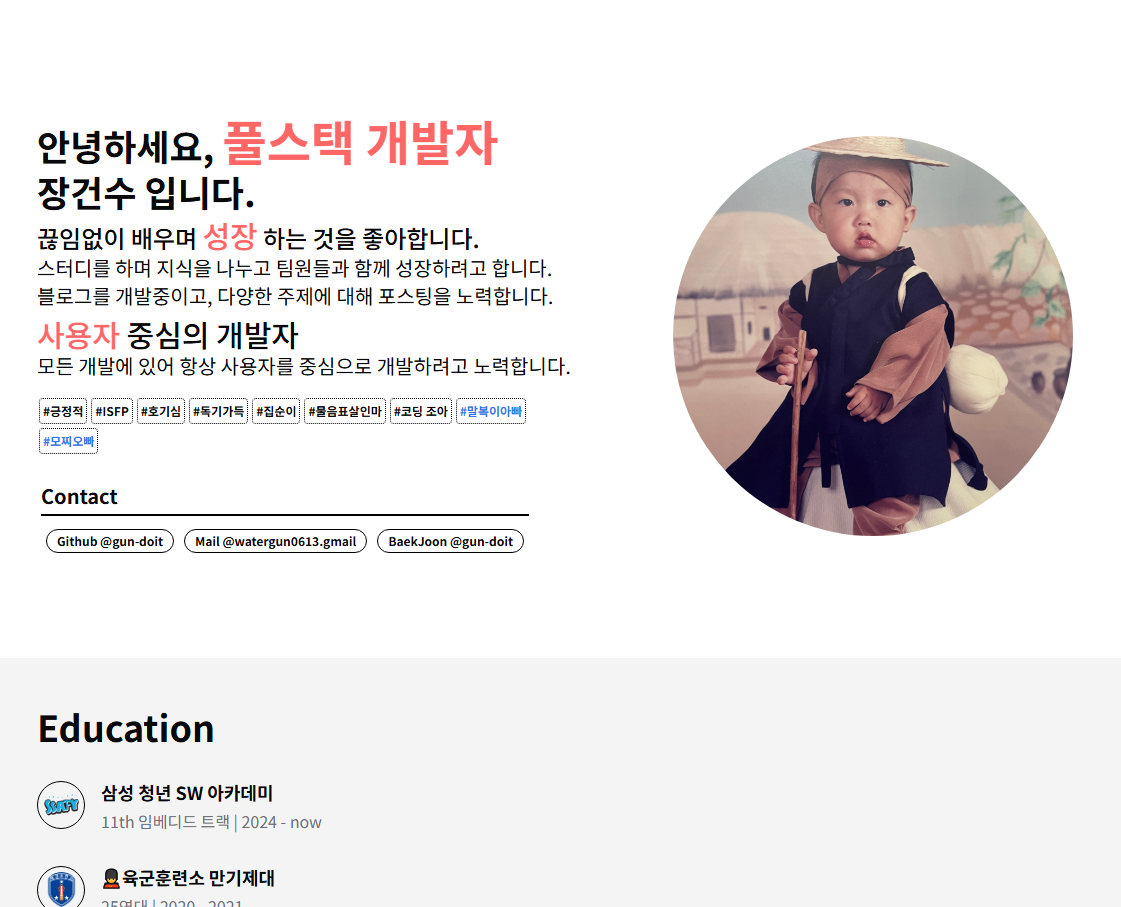 안녕하세요, 풀스택 개발자
장건수 입니다.
끊임없이 배우며 성장 하는 것을 좋아합니다.
스터디를 하며 지식을 나누고 팀원들과 함께 성장하려고 합니다.
블로그를 개발중이고, 다양한 주제에 대해 포스팅을 노력합니다.
사용자 중심의 개발자
모든 개발에 있어 항상 사용자를 중심으로 개발하려고 노력합니다.
#긍정적 #ISFP #호기심 #독기가득 #집순이 #물음표살인마 #코딩 조아 #말복이아빠
#모찌오빠
Contact
Github @gun-doit Mail @watergun0613.gmail BaekJoon @gun-doit
Education
SSAFY
삼성 청년 SW 아카데미
11th 임베디드 트랙 | 2024 - now
육군훈련소 만기제대
25연대 | 2020 - 2021